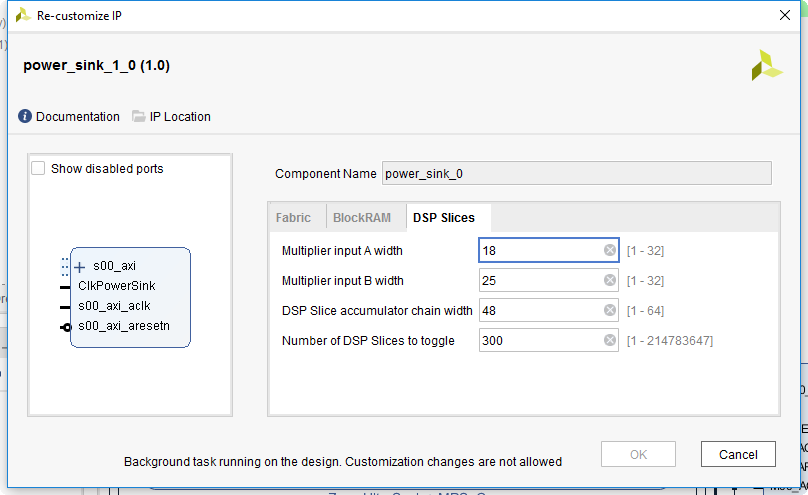 Re-customize IP
power_sink_1_0 (1.0)
Documentation IP Location
Show disabled ports
s00_axi
ClkPowerSink
s00_axi_aclk
s00_axi_aresetn
Component Name power_sink_0
Fabric BlockRAM DSP Slices
Multiplier input A width 18 [1 - 32]
Multiplier input B width 25 [1 - 32]
DSP Slice accumulator chain width 48 [1 - 64]
Number of DSP Slices to toggle 300 [1 - 214783647]
Background task running on the design. Customization changes are not allowed
OK Cancel